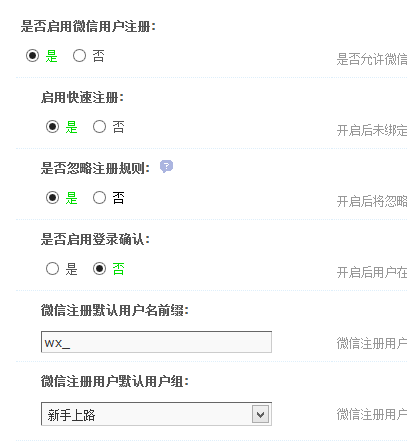 是否启用微信用户注册:
是 否
是否允许微信
启用快速注册:
是 否
开启后未绑定
是否忽略注册规则: ?
是 否
开启后将忽略
是否启用登录确认:
是 否
开启后用户在
微信注册默认用户名前缀:
wx_
微信注册用户
微信注册用户默认用户组:
新手上路
微信注册用户